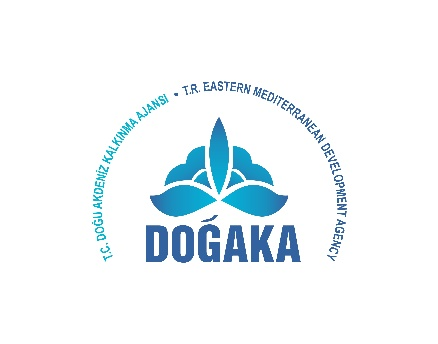 T.C. DOĞU AKDENİZ KALKINMA AJANSI • T.R. EASTERN MEDITERRANEAN DEVELOPMENT AGENCY
DOĞAKA